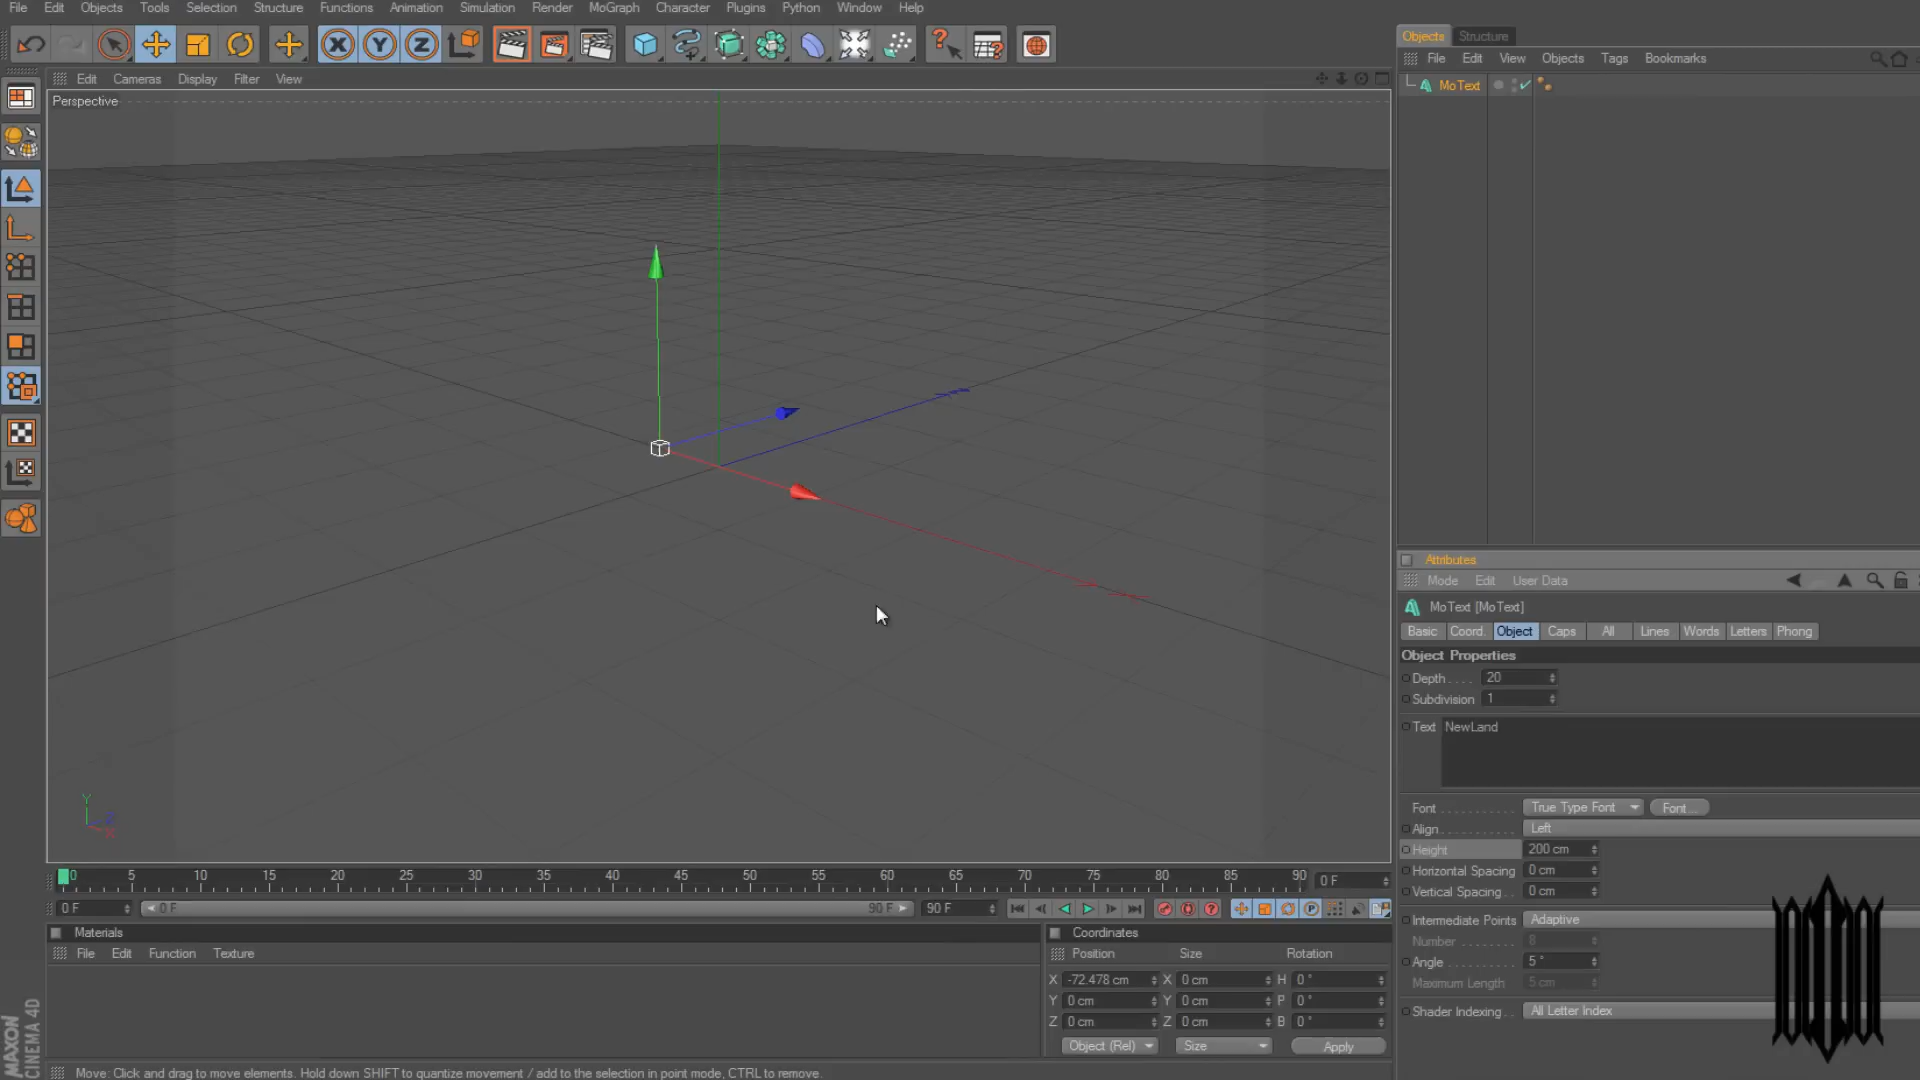 File Edit Objects Tools Selection Structure Functions Animation Simulation Render MoGraph Character Plugins Python Window Help
Objects Structure
File Edit View Objects Tags Bookmarks
MoText
Edit Cameras Display Filter View
Perspective
X Y Z
Y
Z
X
Attributes
Mode Edit User Data
MoText [MoText]
Basic Coord. Object Caps All Lines Words Letters Phong
Object Properties
Depth . . . . 20
Subdivision 1
Text NewLand
Font . . . . . . . . . . . True Type Font Font...
Align . . . . . . . . . . Left
Height 200 cm
Horizontal Spacing 0 cm
Vertical Spacing . . 0 cm
Intermediate Points Adaptive
Number . . . . . . . 8
Angle . . . . . . . . . 5 °
Maximum Length 5 cm
Shader Indexing . . All Letter Index
0 5 10 15 20 25 30 35 40 45 50 55 60 65 70 75 80 85 90 0 F
0 F 0 F 90 F 90 F
Materials
File Edit Function Texture
Coordinates
Position Size Rotation
X -72.478 cm X 0 cm H 0 °
Y 0 cm Y 0 cm P 0 °
Z 0 cm Z 0 cm B 0 °
Object (Rel) Size Apply
MAXON
CINEMA 4D
Move: Click and drag to move elements. Hold down SHIFT to quantize movement / add to the selection in point mode, CTRL to remove.